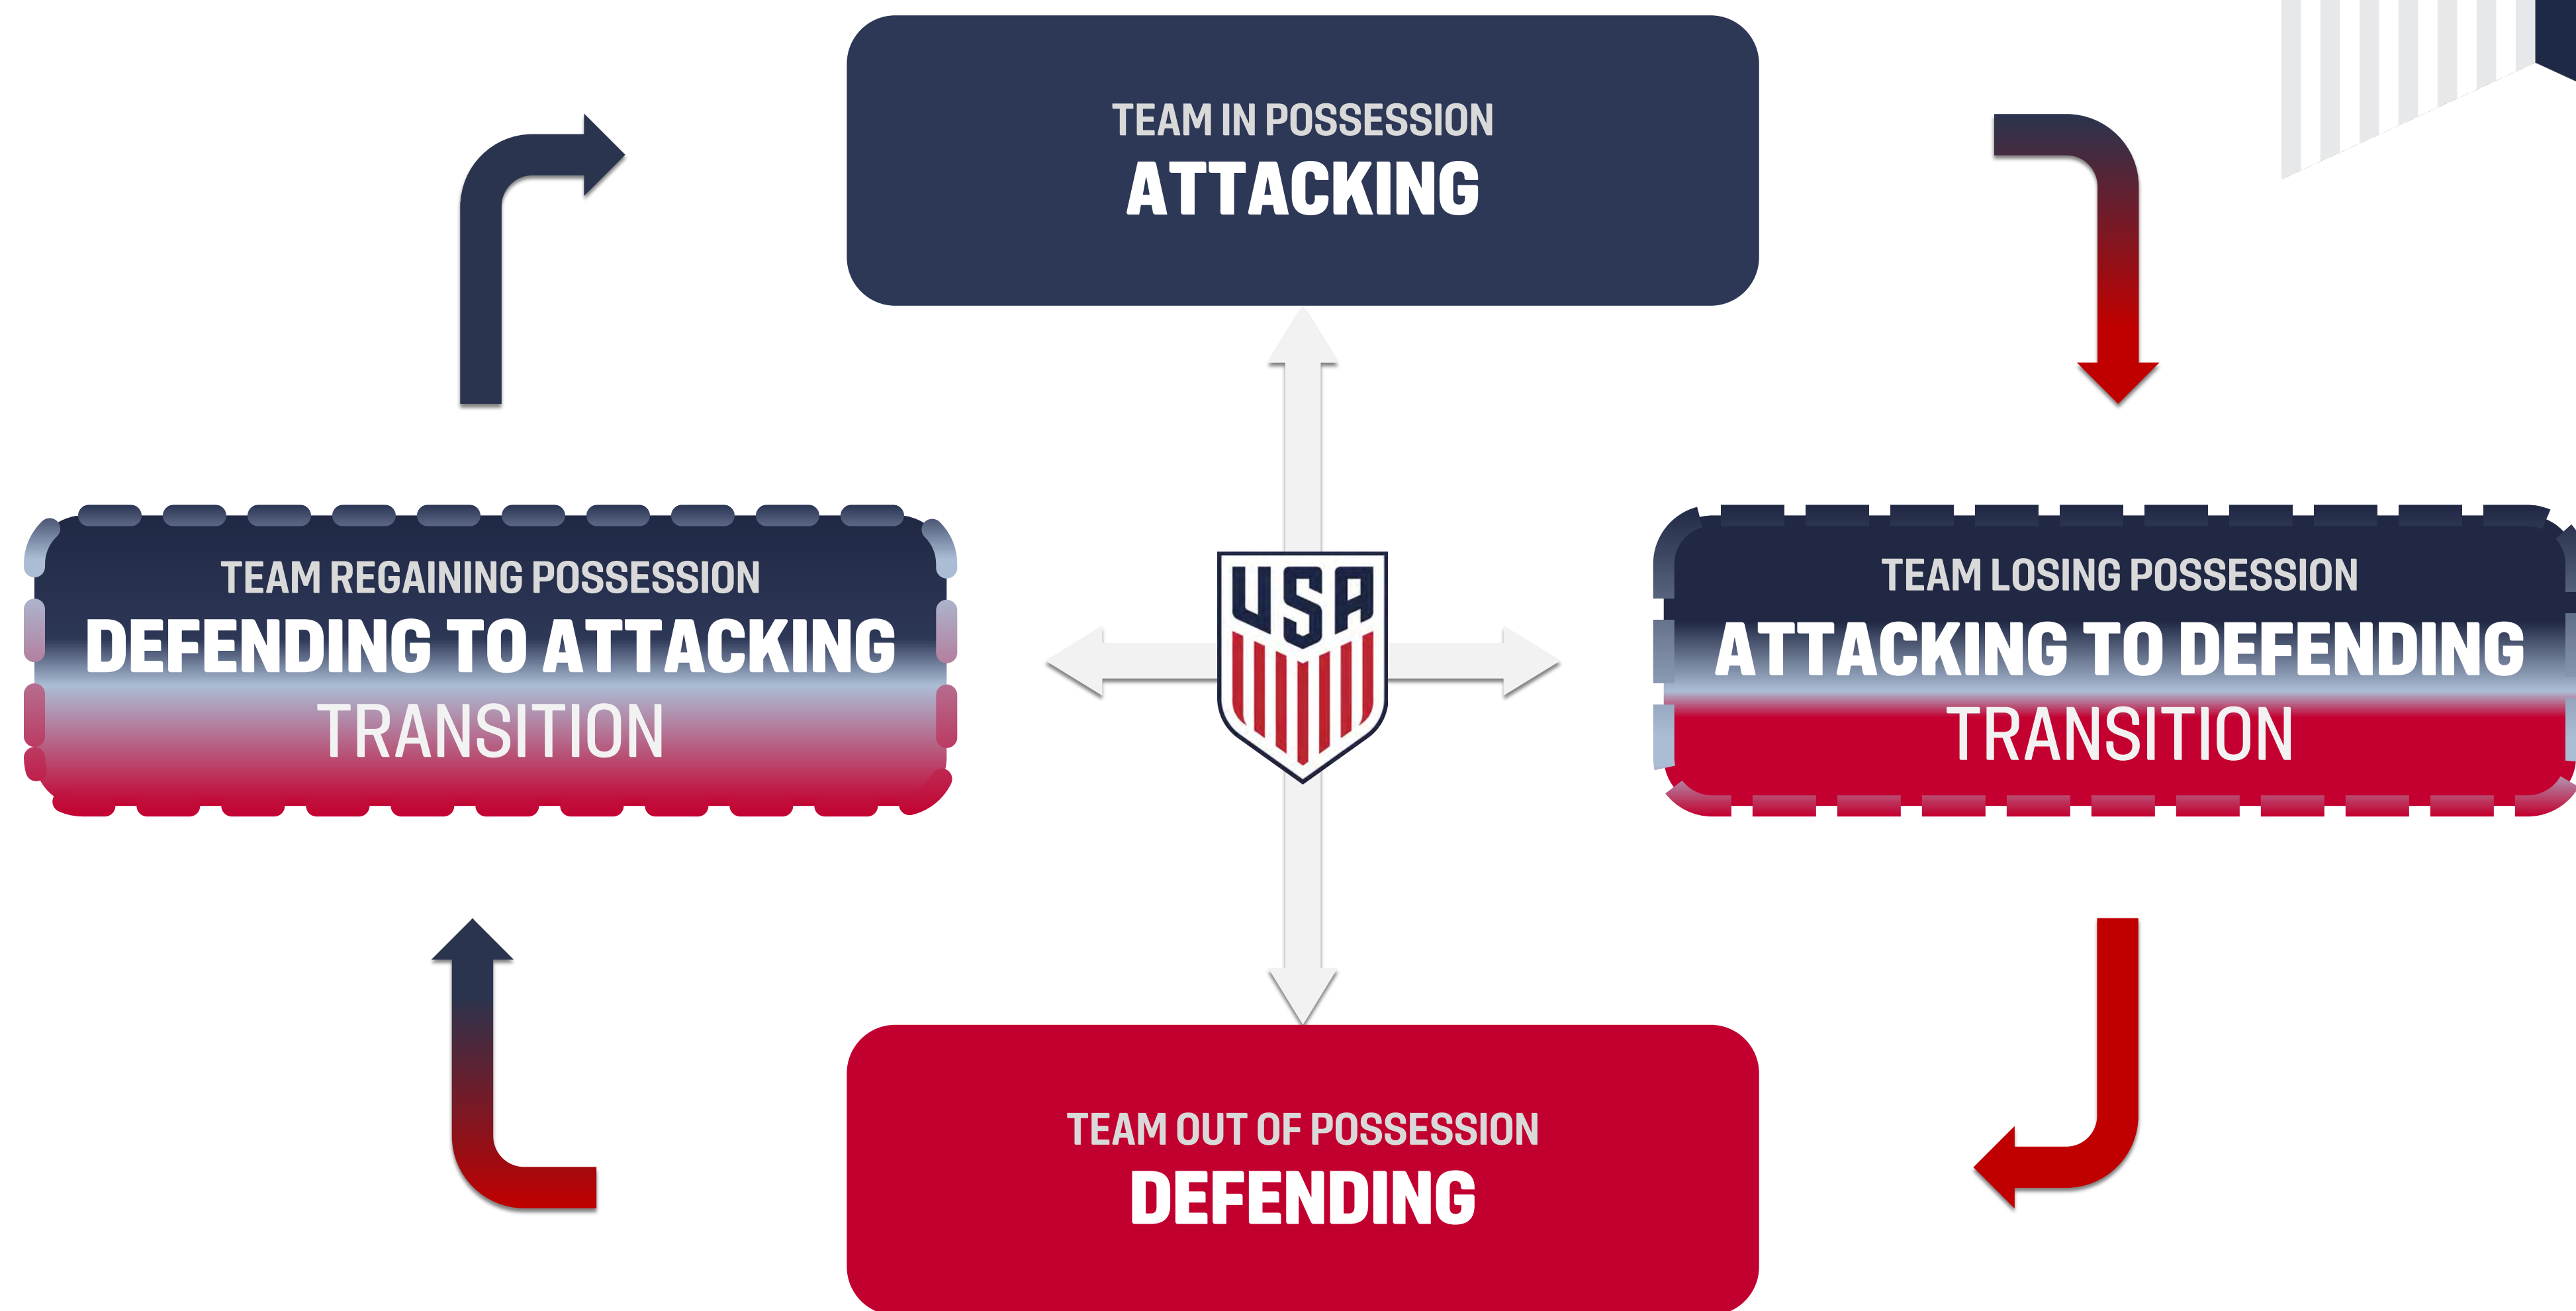 TEAM IN POSSESSION
ATTACKING
TEAM REGAINING POSSESSION
DEFENDING TO ATTACKING
TRANSITION
USA
TEAM LOSING POSSESSION
ATTACKING TO DEFENDING
TRANSITION
TEAM OUT OF POSSESSION
DEFENDING